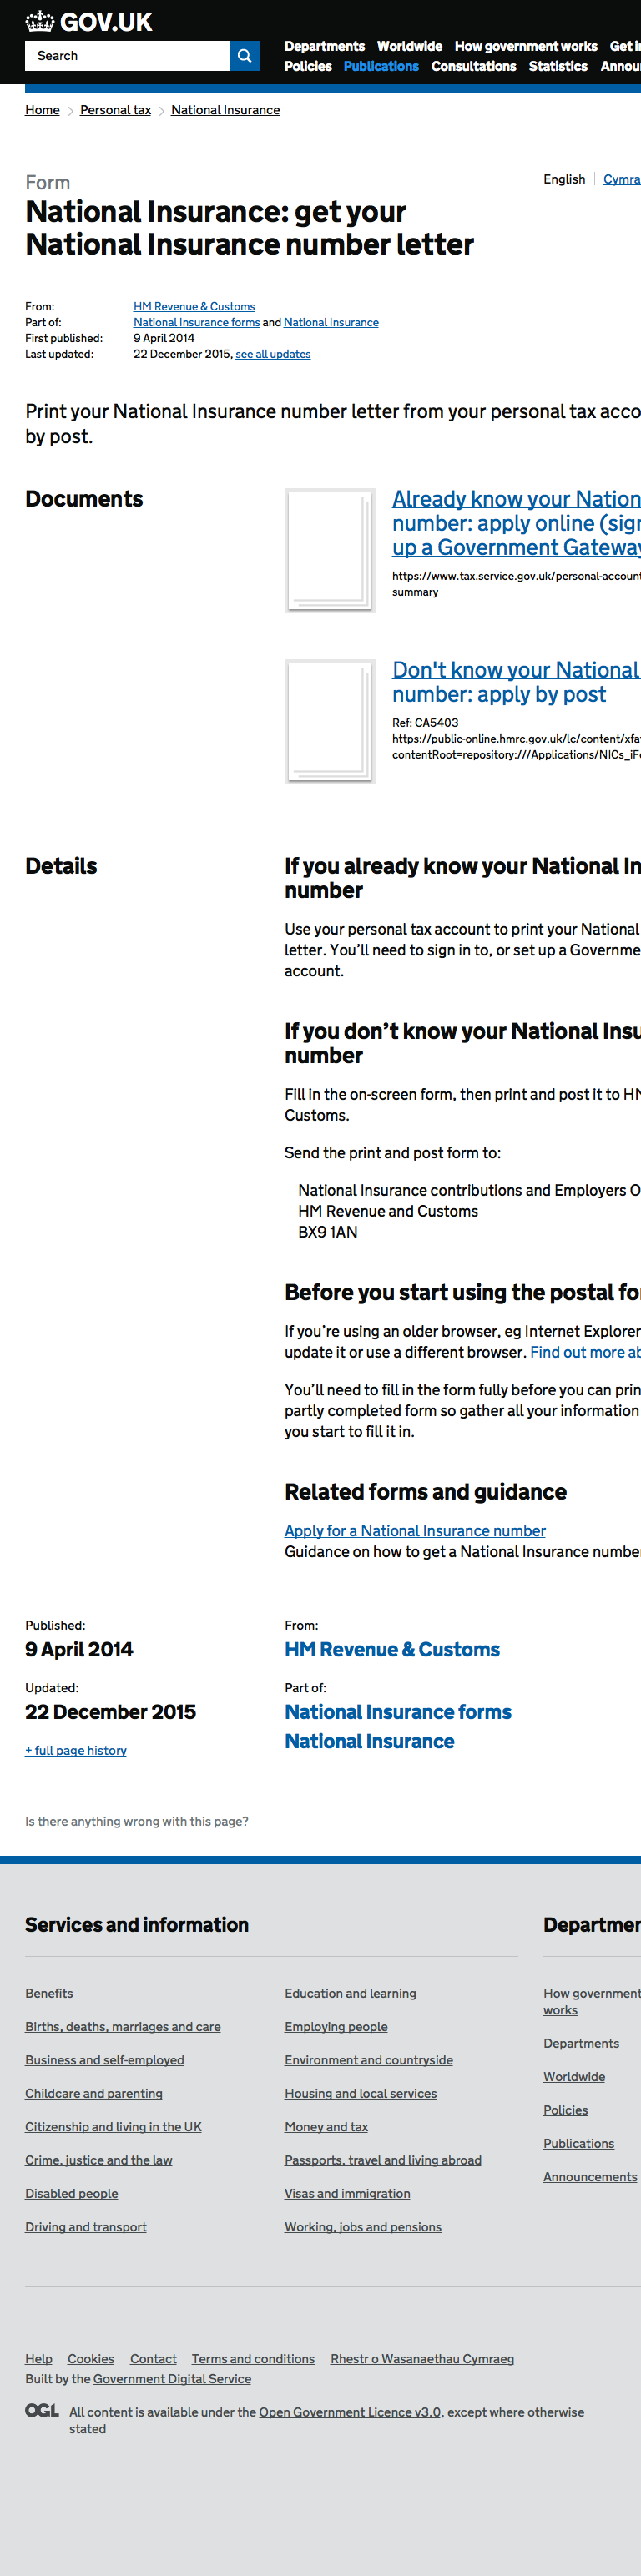 GOV.UK
Search
Departments Worldwide How government works Get
Policies Publications Consultations Statistics
Home Personal tax National Insurance
Form
English
National Insurance: get your
National Insurance number letter
From: HM Revenue & Customs
Part of: National Insurance forms and National Insurance
First published: 9 April 2014
Last updated: 22 December 2015, see all updates
Print your National Insurance number letter from your personal tax
by post.
Documents
Already know your
number: apply online
up a Government
https://www.tax.service.gov.uk/personal-account
summary
Don't know your National
number: apply by post
Ref: CA5403
https://public-online.hmrc.gov.uk/lc/content/
contentRoot=repository:///Applications/
Details
If you already know your National
number
Use your personal tax account to print your National
letter. You’ll need to sign in to, or set up a
account.
If you don’t know your National
number
Fill in the on-screen form, then print and post it to
Customs.
Send the print and post form to:
National Insurance contributions and Employers
HM Revenue and Customs
BX9 1AN
Before you start using the postal
If you’re using an older browser, eg Internet Explorer
update it or use a different browser. Find out more
You’ll need to fill in the form fully before you can
partly completed form so gather all your information
you start to fill it in.
Related forms and guidance
Apply for a National Insurance number
Guidance on how to get a National Insurance
Published:
9 April 2014
Updated:
22 December 2015
+ full page history
From:
HM Revenue & Customs
Part of:
National Insurance forms
National Insurance
Is there anything wrong with this page?
Services and information
Benefits
Births, deaths, marriages and care
Business and self-employed
Childcare and parenting
Citizenship and living in the UK
Crime, justice and the law
Disabled people
Driving and transport
Education and learning
Employing people
Environment and countryside
Housing and local services
Money and tax
Passports, travel and living abroad
Visas and immigration
Working, jobs and pensions
How government
works
Departments
Worldwide
Policies
Publications
Announcements
Help Cookies Contact Terms and conditions Rhestr o Wasanaethau Cymraeg
Built by the Government Digital Service
OGL All content is available under the Open Government Licence v3.0, except where otherwise
stated